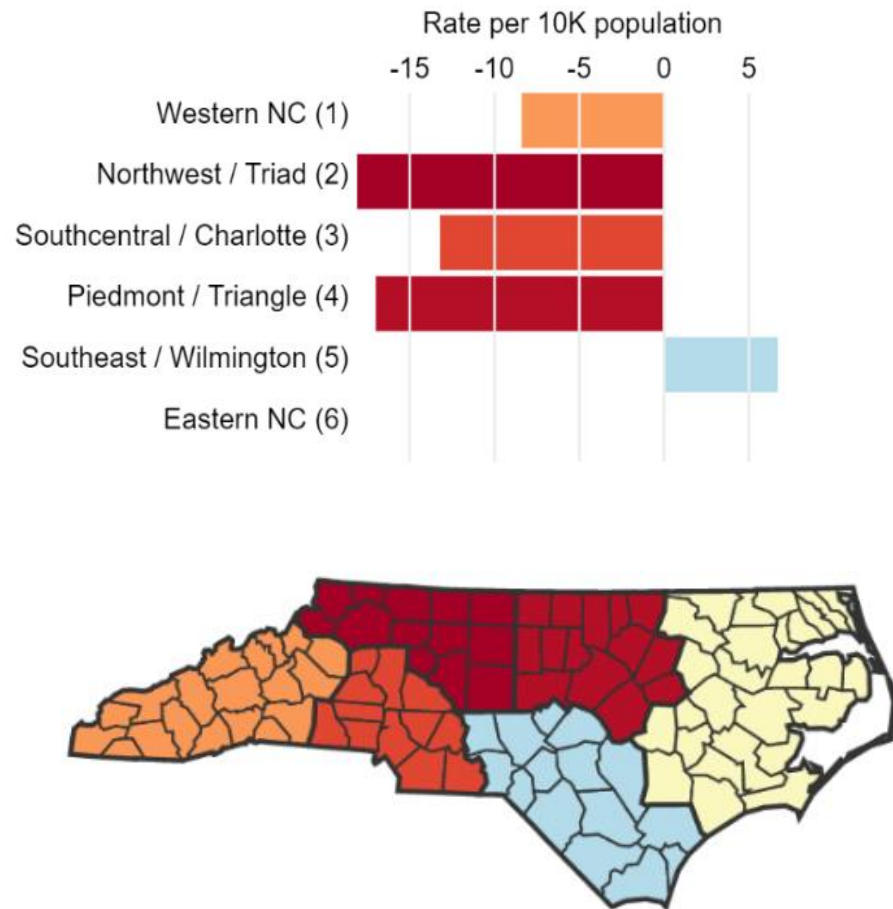 Rate per 10K population
-15 -10 -5 0 5
Western NC (1)
Northwest / Triad (2)
Southcentral / Charlotte (3)
Piedmont / Triangle (4)
Southeast / Wilmington (5)
Eastern NC (6)